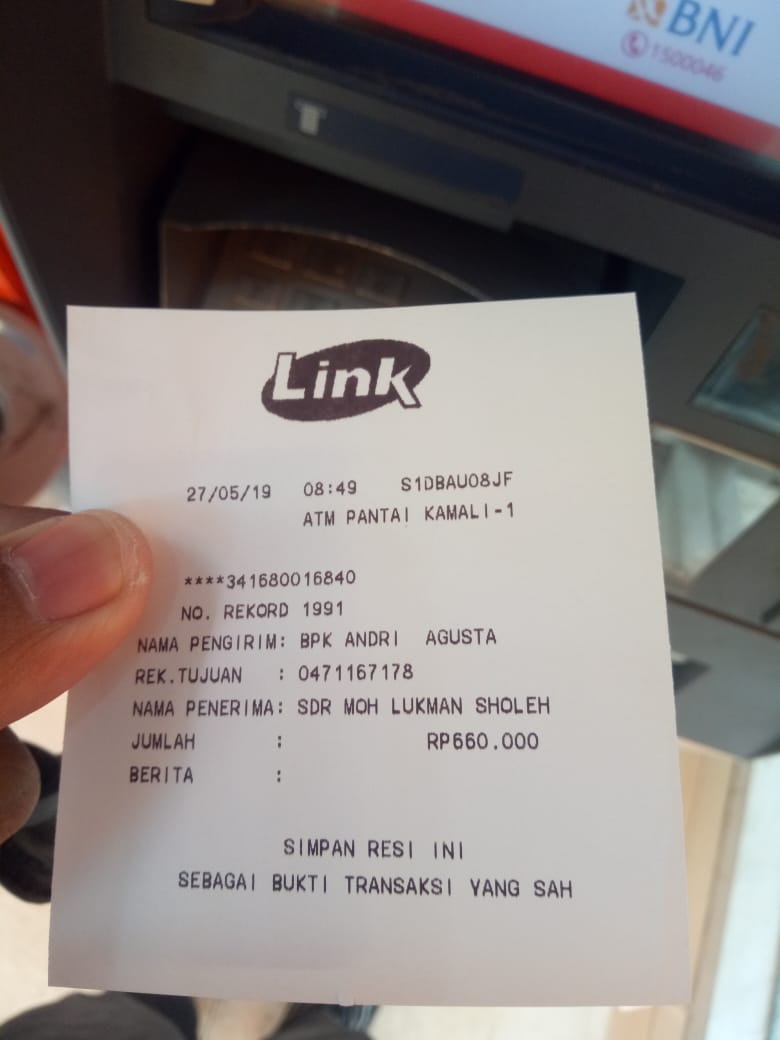 BNI
1500046
T
Link
27/05/19 08:49 S1DBAU08JF
ATM PANTAI KAMALI-1
****341680016840
NO. REKORD 1991
NAMA PENGIRIM: BPK ANDRI AGUSTA
REK.TUJUAN : 0471167178
NAMA PENERIMA: SDR MOH LUKMAN SHOLEH
JUMLAH : RP660.000
BERITA :
SIMPAN RESI INI
SEBAGAI BUKTI TRANSAKSI YANG SAH